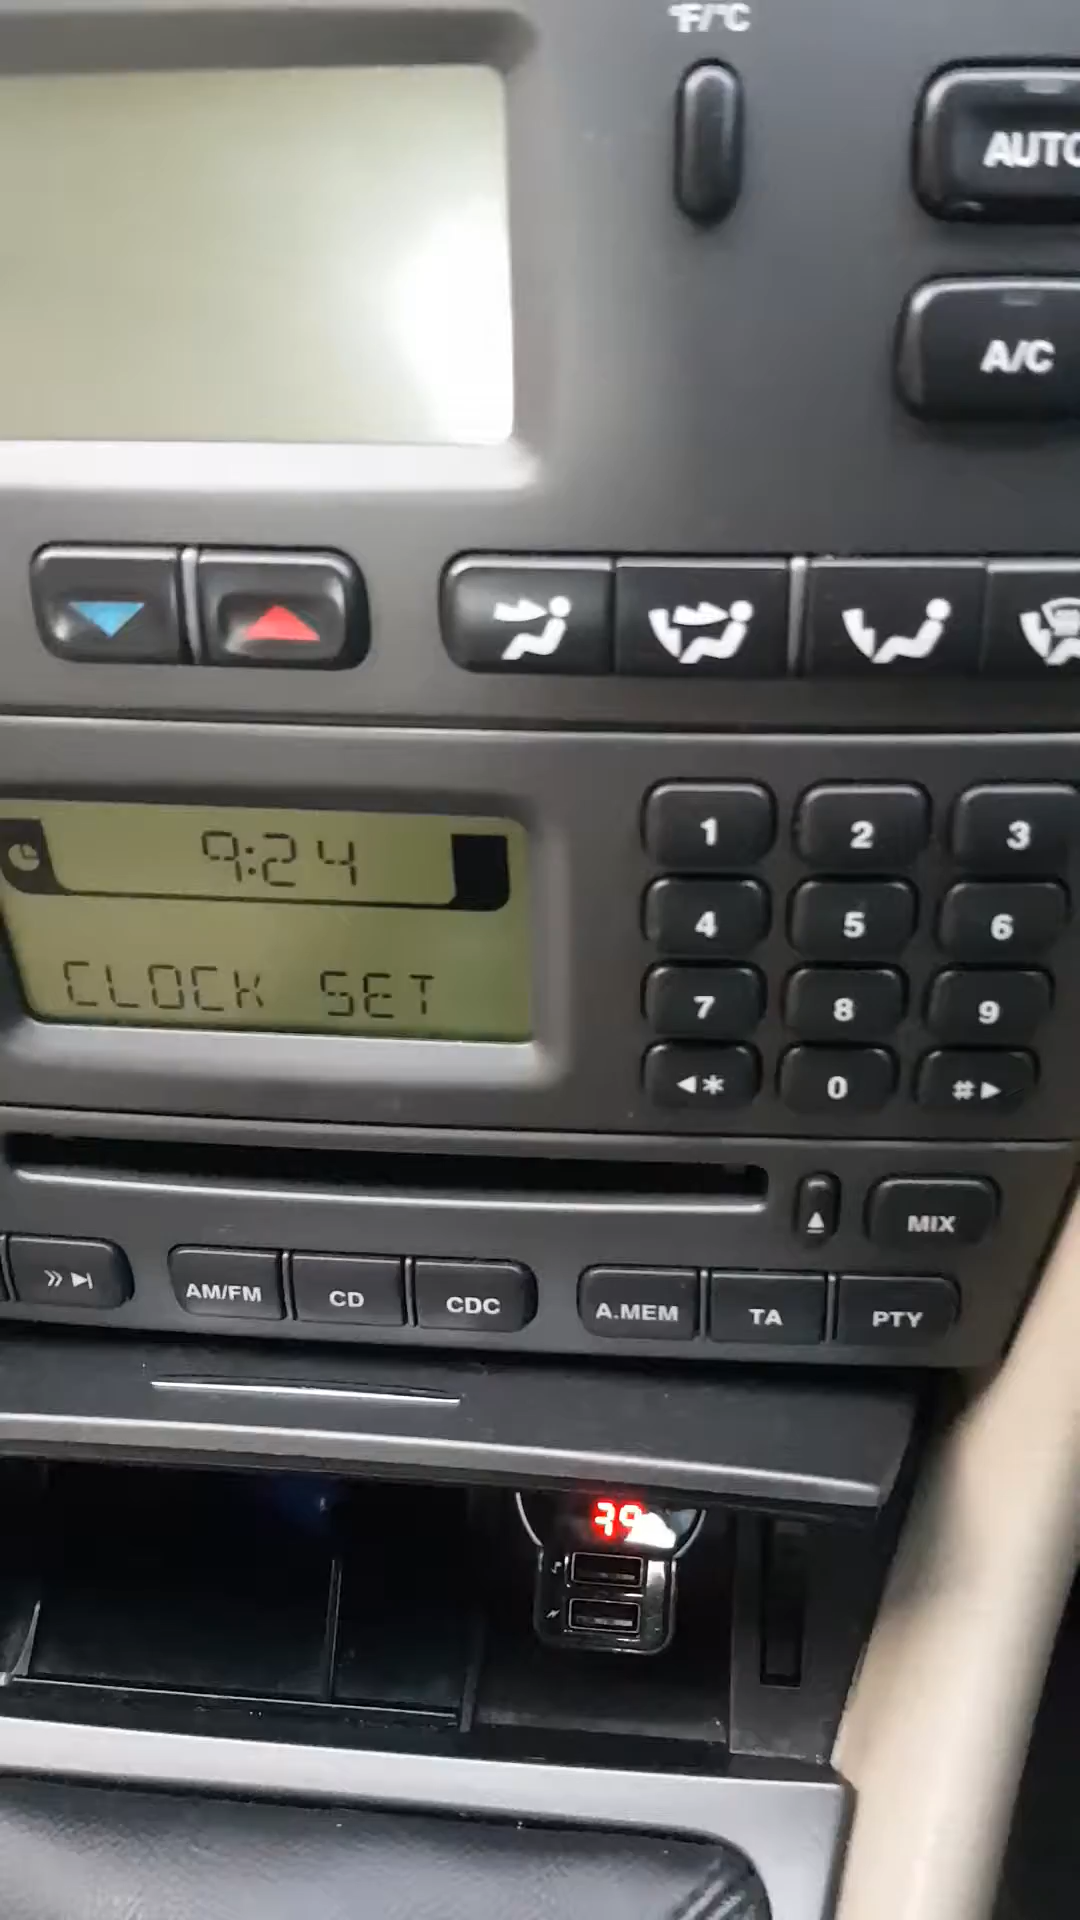 °F/°C
AUTO
A/C
9:24
CLOCK SET
1 2 3
4 5 6
7 8 9
◀* 0 #▶
MIX
AM/FM CD CDC A.MEM TA PTY
39